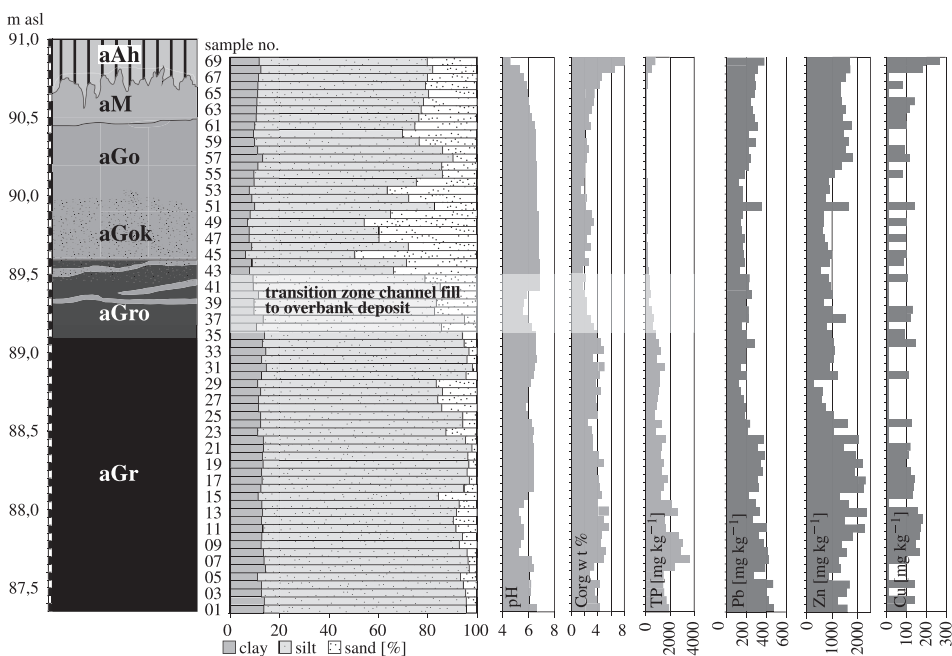 m asl
91,0
90,5
90,0
89,5
89,0
88,5
88,0
87,5
aAh
aM
aGo
aGok
aGro
aGr
sample no.
69
67
65
63
61
59
57
55
53
51
49
47
45
43
41
39
37
35
33
31
29
27
25
23
21
19
17
15
13
11
09
07
05
03
01
transition zone channel fill
to overbank deposit
0 20 40 60 80 100
clay silt sand [%]
pH
4 6 8
Corg w t %
0 4 8
TP [mg kg⁻¹]
0 2000 4000
Pb [mg kg⁻¹]
0 200 400 600
Zn [mg kg⁻¹]
0 1000 2000
Cu [mg kg⁻¹]
0 100 200 300